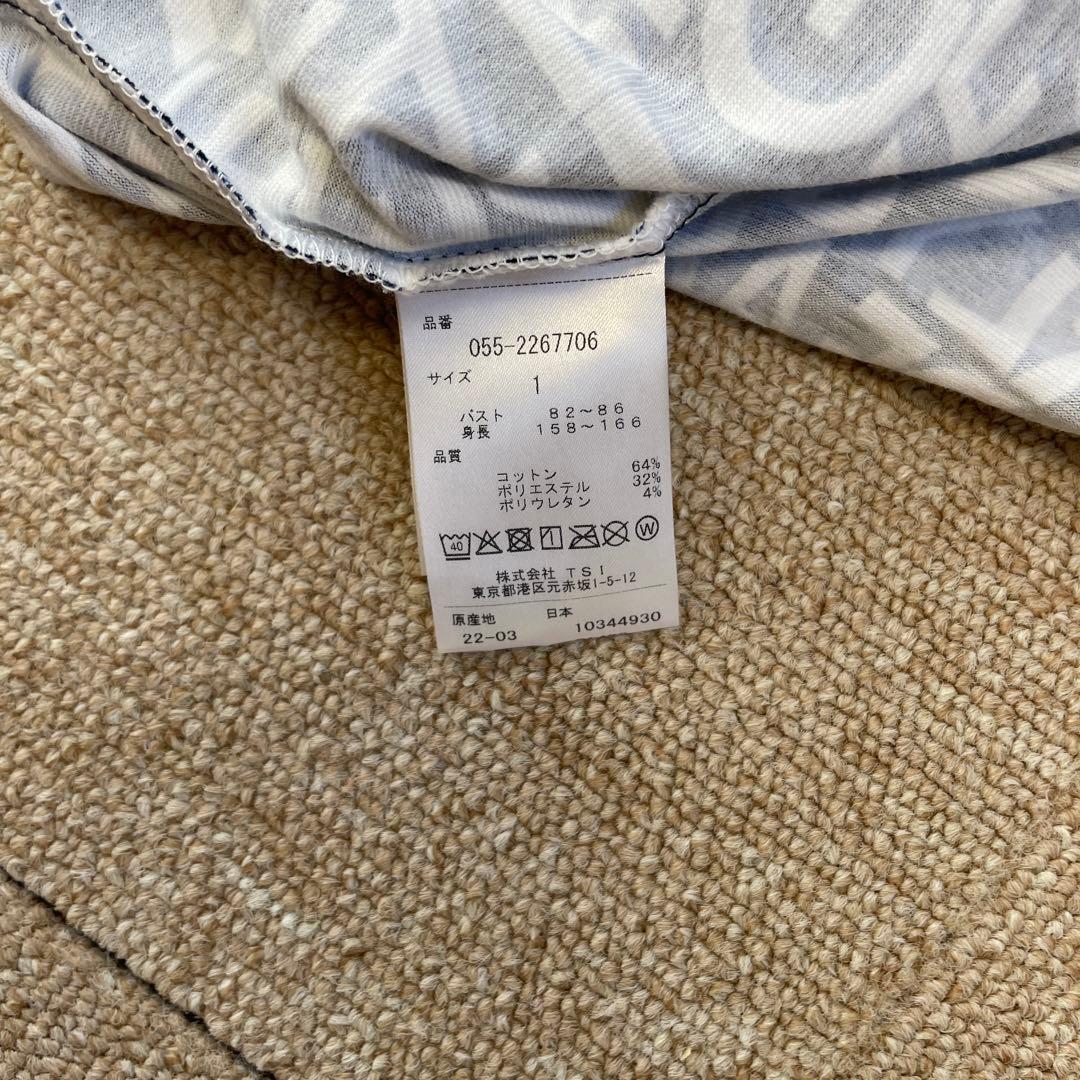 品番
055-2267706
サイズ 1
バスト 82〜86
身長 158〜166
品質
コットン 64%
ポリエステル 32%
ポリウレタン 4%
40 W
株式会社 TSI
東京都港区元赤坂1-5-12
原産地 日本
22-03 10344930